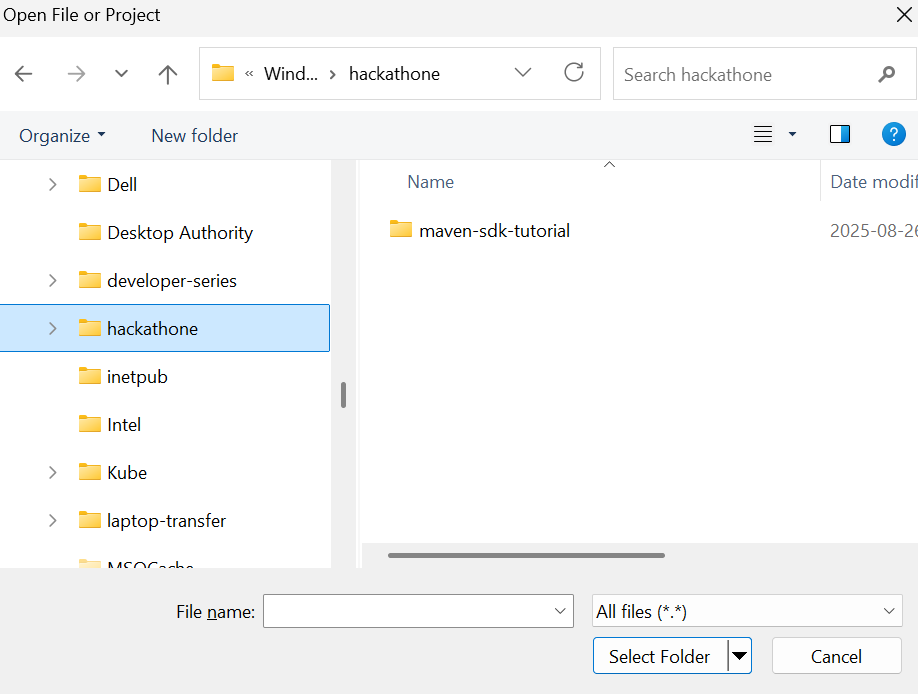 Open File or Project
« Wind... › hackathone
Search hackathone
Organize
New folder
?
Dell
Desktop Authority
developer-series
hackathone
inetpub
Intel
Kube
laptop-transfer
MSOCache
Name
Date modif
maven-sdk-tutorial
2025-08-26
File name:
All files (*.*)
Select Folder
Cancel